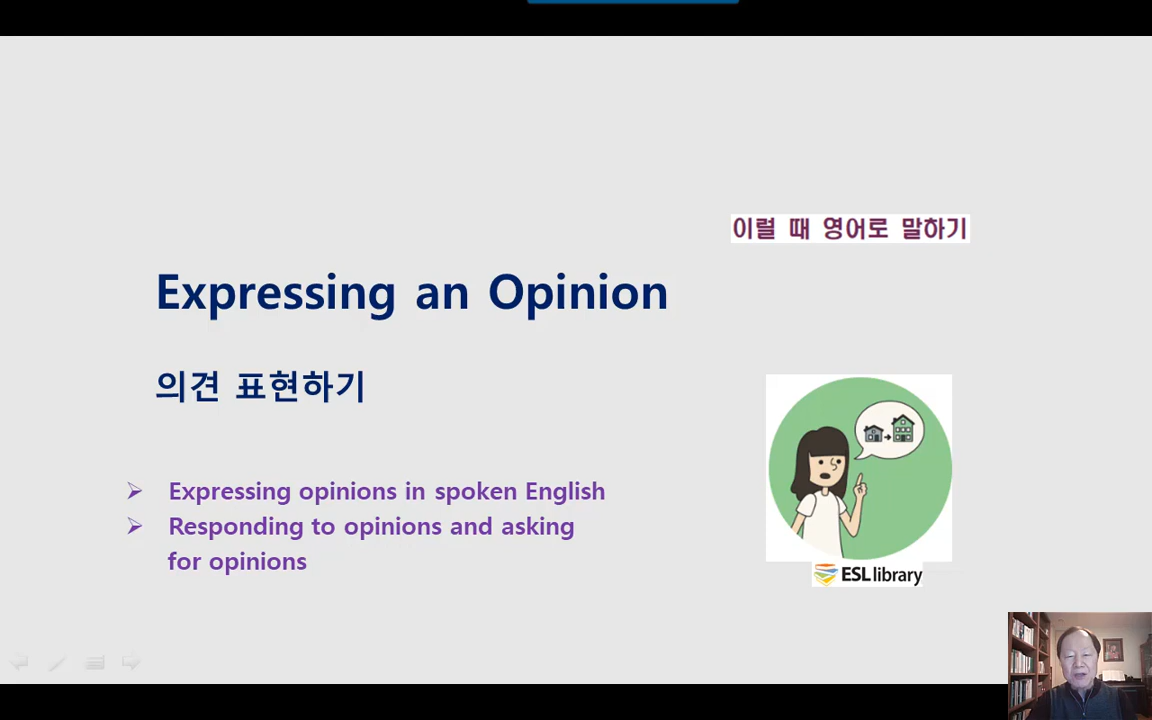 이럴 때 영어로 말하기
Expressing an Opinion
의견 표현하기
➢ Expressing opinions in spoken English
➢ Responding to opinions and asking
for opinions
ESL library